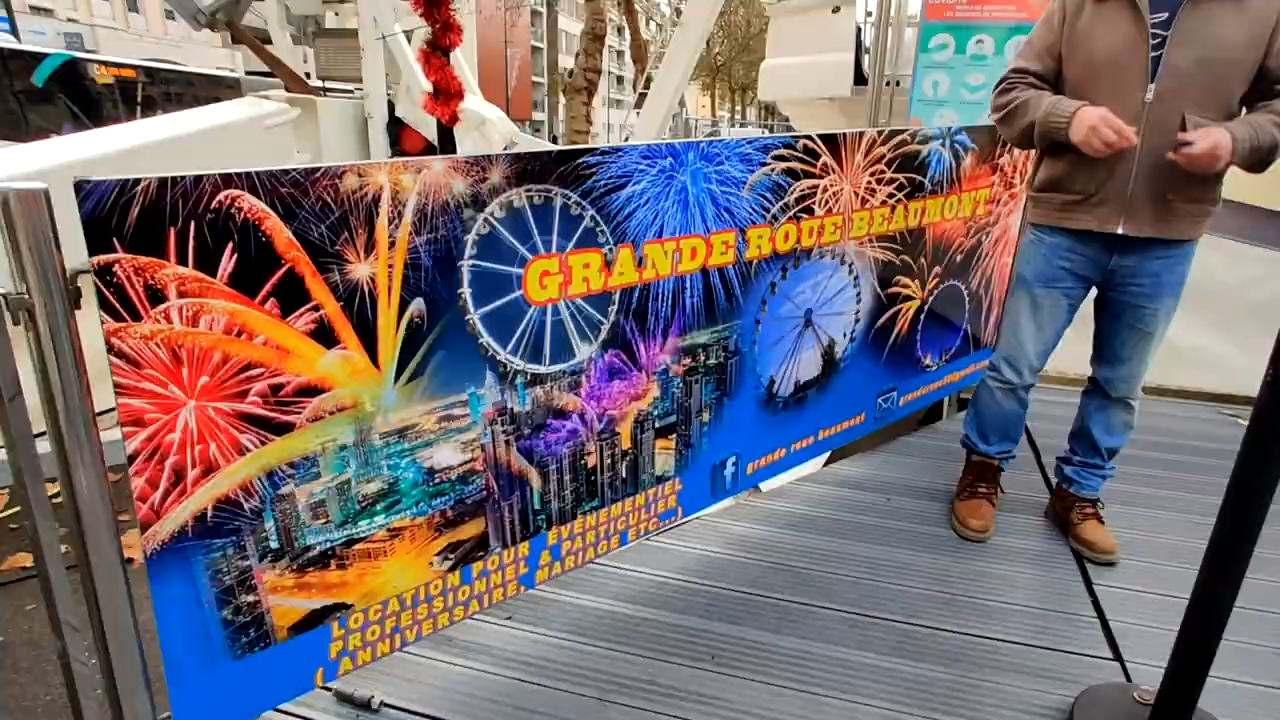 GRANDE ROUE BEAUMONT
grande roue beaumont
LOCATION POUR ÉVÉNEMENTIEL
PROFESSIONNEL & PARTICULIER
( ANNIVERSAIRE, MARIAGE ETC...)